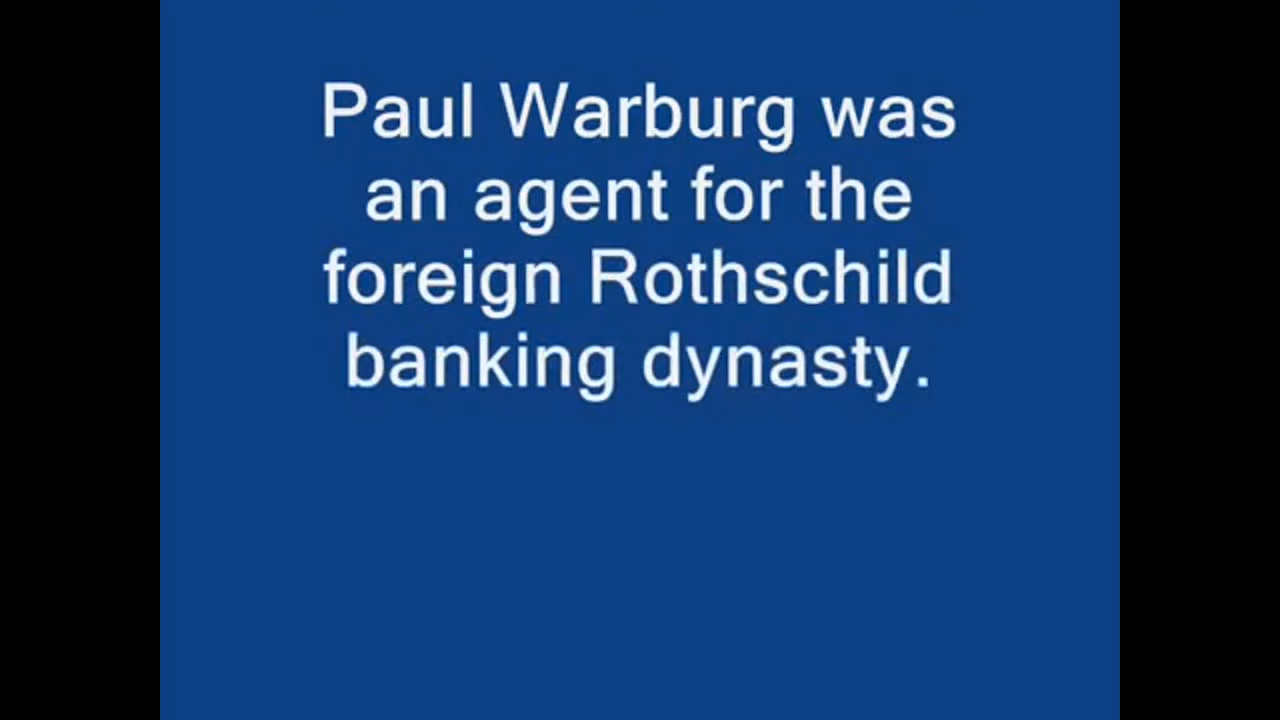 Paul Warburg was
an agent for the
foreign Rothschild
banking dynasty.